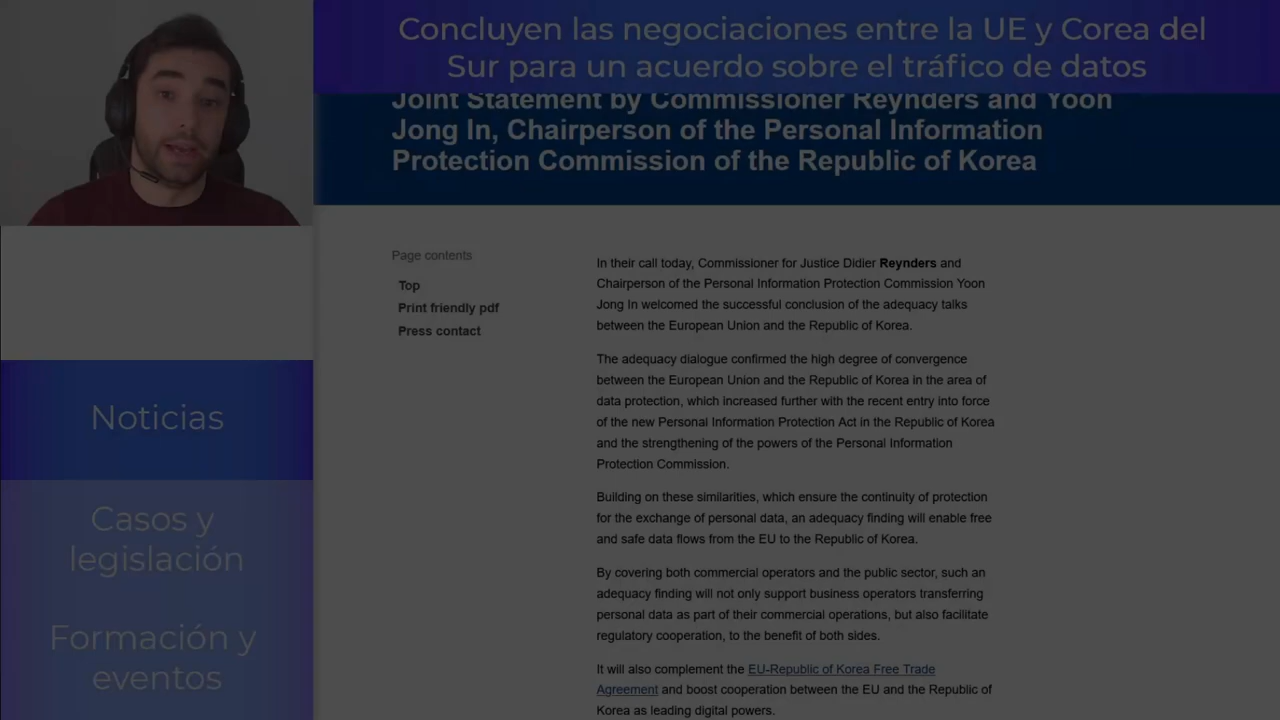 Concluyen las negociaciones entre la UE y Corea del
Sur para un acuerdo sobre el tráfico de datos
Joint Statement by Commissioner Reynders and Yoon
Jong In, Chairperson of the Personal Information
Protection Commission of the Republic of Korea
Page contents
Top
Print friendly pdf
Press contact
In their call today, Commissioner for Justice Didier Reynders and
Chairperson of the Personal Information Protection Commission Yoon
Jong In welcomed the successful conclusion of the adequacy talks
between the European Union and the Republic of Korea.
The adequacy dialogue confirmed the high degree of convergence
between the European Union and the Republic of Korea in the area of
data protection, which increased further with the recent entry into force
of the new Personal Information Protection Act in the Republic of Korea
and the strengthening of the powers of the Personal Information
Protection Commission.
Building on these similarities, which ensure the continuity of protection
for the exchange of personal data, an adequacy finding will enable free
and safe data flows from the EU to the Republic of Korea.
By covering both commercial operators and the public sector, such an
adequacy finding will not only support business operators transferring
personal data as part of their commercial operations, but also facilitate
regulatory cooperation, to the benefit of both sides.
It will also complement the EU-Republic of Korea Free Trade
Agreement and boost cooperation between the EU and the Republic of
Korea as leading digital powers.
Noticias
Casos y
legislación
Formación y
eventos